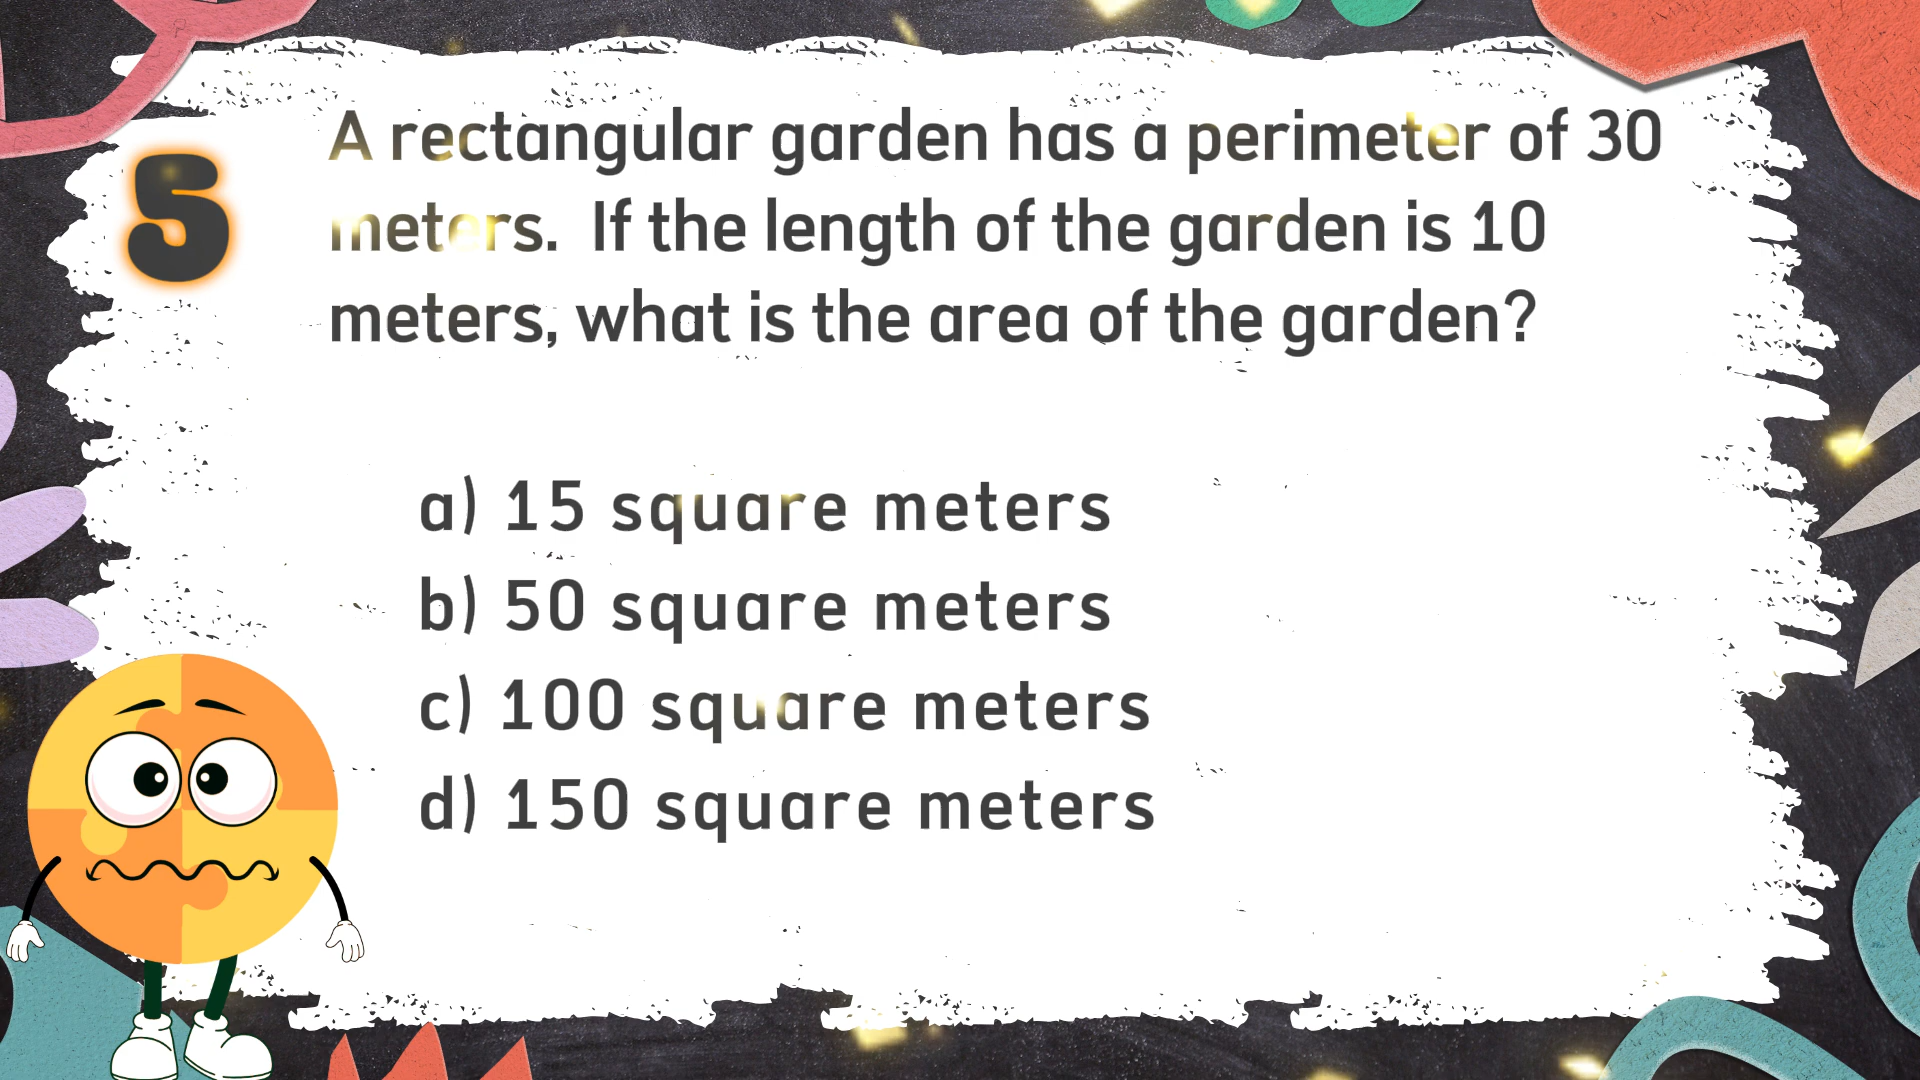 5
A rectangular garden has a perimeter of 30
meters. If the length of the garden is 10
meters, what is the area of the garden?
a) 15 square meters
b) 50 square meters
c) 100 square meters
d) 150 square meters